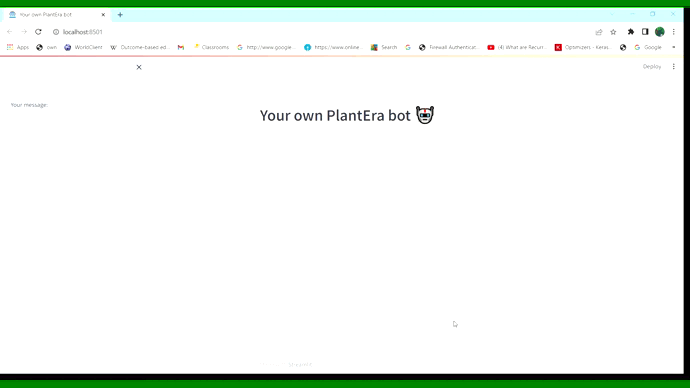 Your own PlantEra bot
localhost:8501
Apps own WorldClient Outcome-based ed... Classrooms http://www.google... https://www.online... Search Firewall Authenticat... (4) What are Recurr... Optimizers - Keras... Google
Deploy
Your message:
Your own PlantEra bot